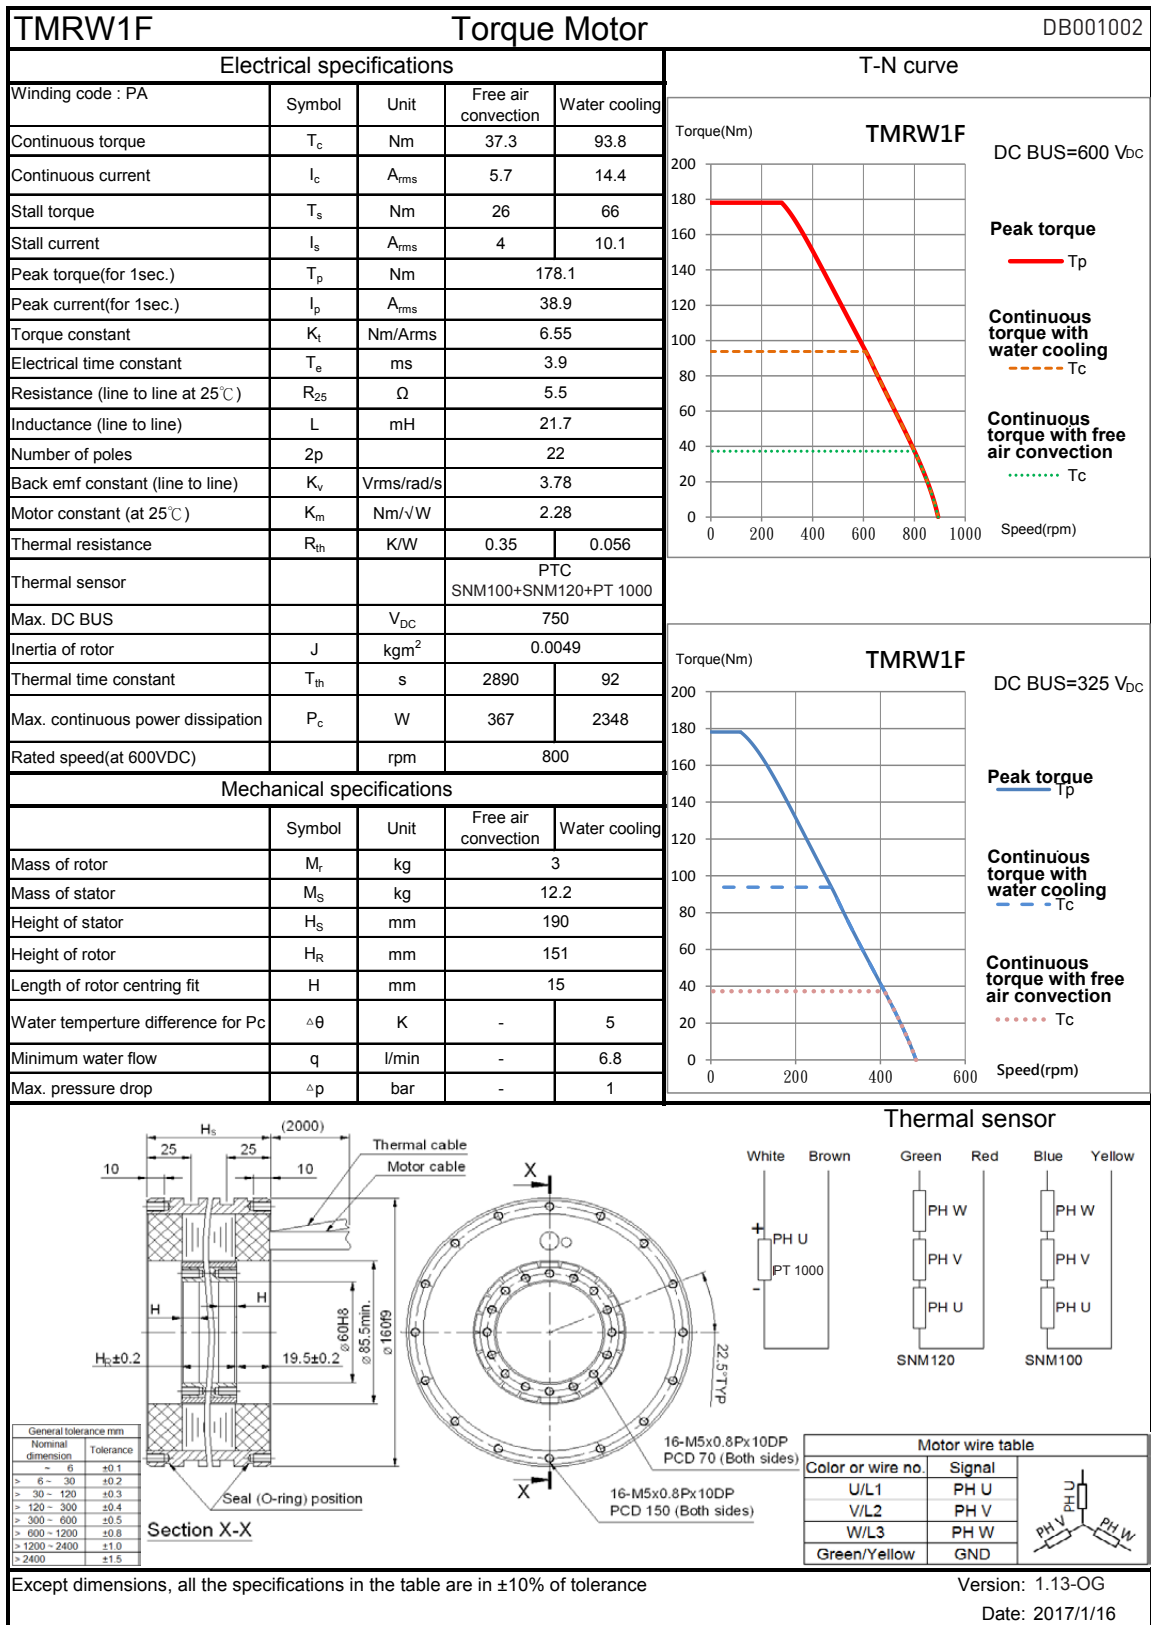 TMRW1F Torque Motor DB001002
Electrical specifications
Winding code : PA Symbol Unit Free air convection Water cooling
Continuous torque Tc Nm 37.3 93.8
Continuous current Ic Arms 5.7 14.4
Stall torque Ts Nm 26 66
Stall current Is Arms 4 10.1
Peak torque(for 1sec.) Tp Nm 178.1
Peak current(for 1sec.) Ip Arms 38.9
Torque constant Kt Nm/Arms 6.55
Electrical time constant Te ms 3.9
Resistance (line to line at 25℃) R25 Ω 5.5
Inductance (line to line) L mH 21.7
Number of poles 2p 22
Back emf constant (line to line) Kv Vrms/rad/s 3.78
Motor constant (at 25℃) Km Nm/√W 2.28
Thermal resistance Rth K/W 0.35 0.056
Thermal sensor PTC SNM100+SNM120+PT 1000
Max. DC BUS VDC 750
Inertia of rotor J kgm² 0.0049
Thermal time constant Tth s 2890 92
Max. continuous power dissipation Pc W 367 2348
Rated speed(at 600VDC) rpm 800
Mechanical specifications
Symbol Unit Free air convection Water cooling
Mass of rotor Mr kg 3
Mass of stator MS kg 12.2
Height of stator HS mm 190
Height of rotor HR mm 151
Length of rotor centring fit H mm 15
Water temperture difference for Pc △θ K - 5
Minimum water flow q l/min - 6.8
Max. pressure drop △p bar - 1
T-N curve
Torque(Nm) TMRW1F
DC BUS=600 VDC
200
180
160
140
120
100
80
60
40
20
0
0 200 400 600 800 1000 Speed(rpm)
Peak torque
Tp
Continuous
torque with
water cooling
Tc
Continuous
torque with free
air convection
Tc
Torque(Nm) TMRW1F
DC BUS=325 VDC
200
180
160
140
120
100
80
60
40
20
0
0 200 400 600 Speed(rpm)
Peak torque
Tp
Continuous
torque with
water cooling
Tc
Continuous
torque with free
air convection
Tc
HS (2000)
25 25
10 10
Thermal cable
Motor cable
H H
HR±0.2 19.5±0.2
⌀60H8
⌀85.5min.
⌀160f9
Seal (O-ring) position
Section X-X
X
X
22.5°TYP
16-M5x0.8Px10DP
PCD 70 (Both sides)
16-M5x0.8Px10DP
PCD 150 (Both sides)
General tolerance mm
Nominal dimension Tolerance
~ 6 ±0.1
> 6 ~ 30 ±0.2
> 30 ~ 120 ±0.3
> 120 ~ 300 ±0.4
> 300 ~ 600 ±0.5
> 600 ~ 1200 ±0.8
> 1200 ~ 2400 ±1.0
> 2400 ±1.5
Thermal sensor
White Brown Green Red Blue Yellow
+
PH U
PT 1000
-
PH W
PH V
PH U
SNM120
PH W
PH V
PH U
SNM100
Motor wire table
Color or wire no. Signal
U/L1 PH U
V/L2 PH V
W/L3 PH W
Green/Yellow GND
PH U
PH V
PH W
Except dimensions, all the specifications in the table are in ±10% of tolerance
Version: 1.13-OG
Date: 2017/1/16